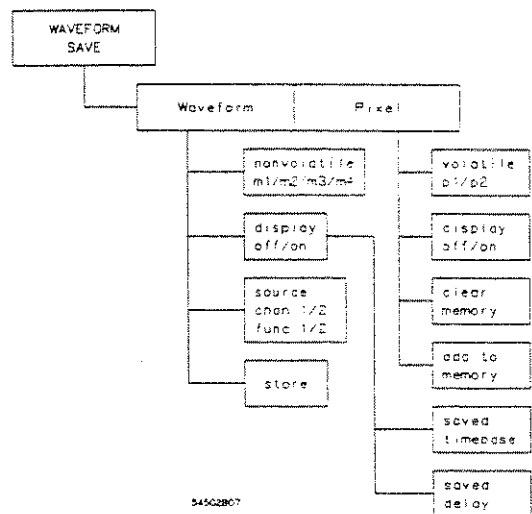 WAVEFORM
SAVE
Waveform
Pixel
nonvolatile
m1/m2/m3/m4
display
off/on
source
chan 1/2
func 1/2
store
volatile
p1/p2
display
off/on
clear
memory
add to
memory
saved
timebase
saved
delay
54502B07